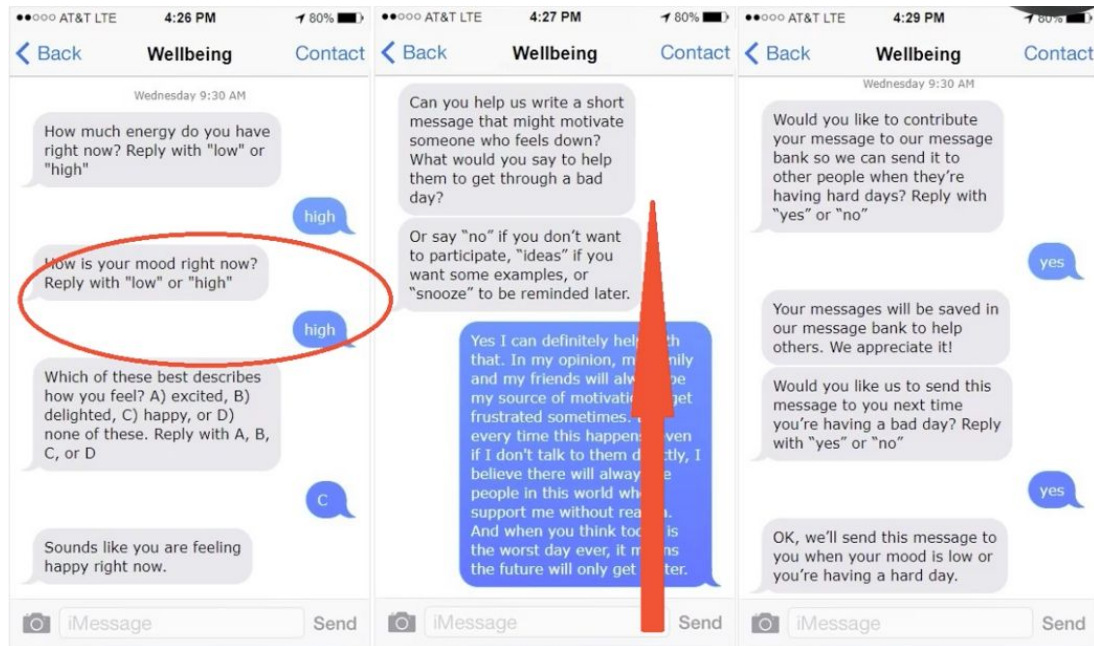 ●●○○○ AT&T LTE 4:26 PM 80%
Back Wellbeing Contact
Wednesday 9:30 AM
How much energy do you have
right now? Reply with "low" or
"high"
high
How is your mood right now?
Reply with "low" or "high"
high
Which of these best describes
how you feel? A) excited, B)
delighted, C) happy, or D)
none of these. Reply with A, B,
C, or D
C
Sounds like you are feeling
happy right now.
iMessage Send
●●○○○ AT&T LTE 4:27 PM 80%
Back Wellbeing Contact
Can you help us write a short
message that might motivate
someone who feels down?
What would you say to help
them to get through a bad
day?
Or say “no” if you don’t want
to participate, “ideas” if you
want some examples, or
“snooze” to be reminded later.
Yes I can definitely
that. In my opinion,
and my friends will
my source of get
frustrated sometimes.
every time this
if I don't talk to them I
believe there will
people in this world
support me without
And when you think is
the worst day ever, it
the future will only get
iMessage Send
●●○○○ AT&T LTE 4:29 PM 80%
Back Wellbeing Contact
Wednesday 9:30 AM
Would you like to contribute
your message to our message
bank so we can send it to
other people when they’re
having hard days? Reply with
“yes” or “no”
yes
Your messages will be saved in
our message bank to help
others. We appreciate it!
Would you like us to send this
message to you next time
you’re having a bad day? Reply
with “yes” or “no”
yes
OK, we’ll send this message to
you when your mood is low or
you’re having a hard day.
iMessage Send